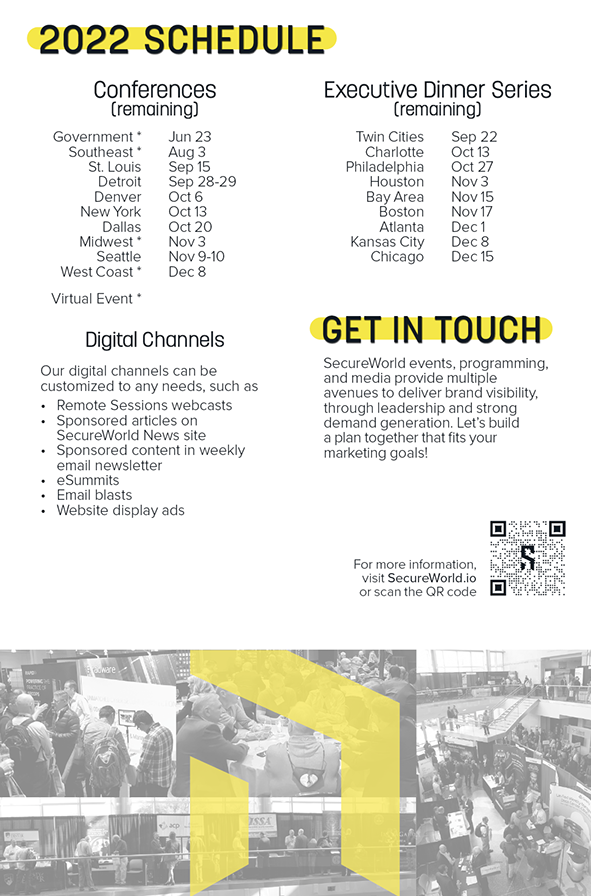 2022 SCHEDULE
Conferences
(remaining)
Government * Jun 23
Southeast * Aug 3
St. Louis Sep 15
Detroit Sep 28-29
Denver Oct 6
New York Oct 13
Dallas Oct 20
Midwest * Nov 3
Seattle Nov 9-10
West Coast * Dec 8
Virtual Event *
Digital Channels
Our digital channels can be
customized to any needs, such as
• Remote Sessions webcasts
• Sponsored articles on
SecureWorld News site
• Sponsored content in weekly
email newsletter
• eSummits
• Email blasts
• Website display ads
Executive Dinner Series
(remaining)
Twin Cities Sep 22
Charlotte Oct 13
Philadelphia Oct 27
Houston Nov 3
Bay Area Nov 15
Boston Nov 17
Atlanta Dec 1
Kansas City Dec 8
Chicago Dec 15
GET IN TOUCH
SecureWorld events, programming,
and media provide multiple
avenues to deliver brand visibility,
through leadership and strong
demand generation. Let's build
a plan together that fits your
marketing goals!
For more information,
visit SecureWorld.io
or scan the QR code